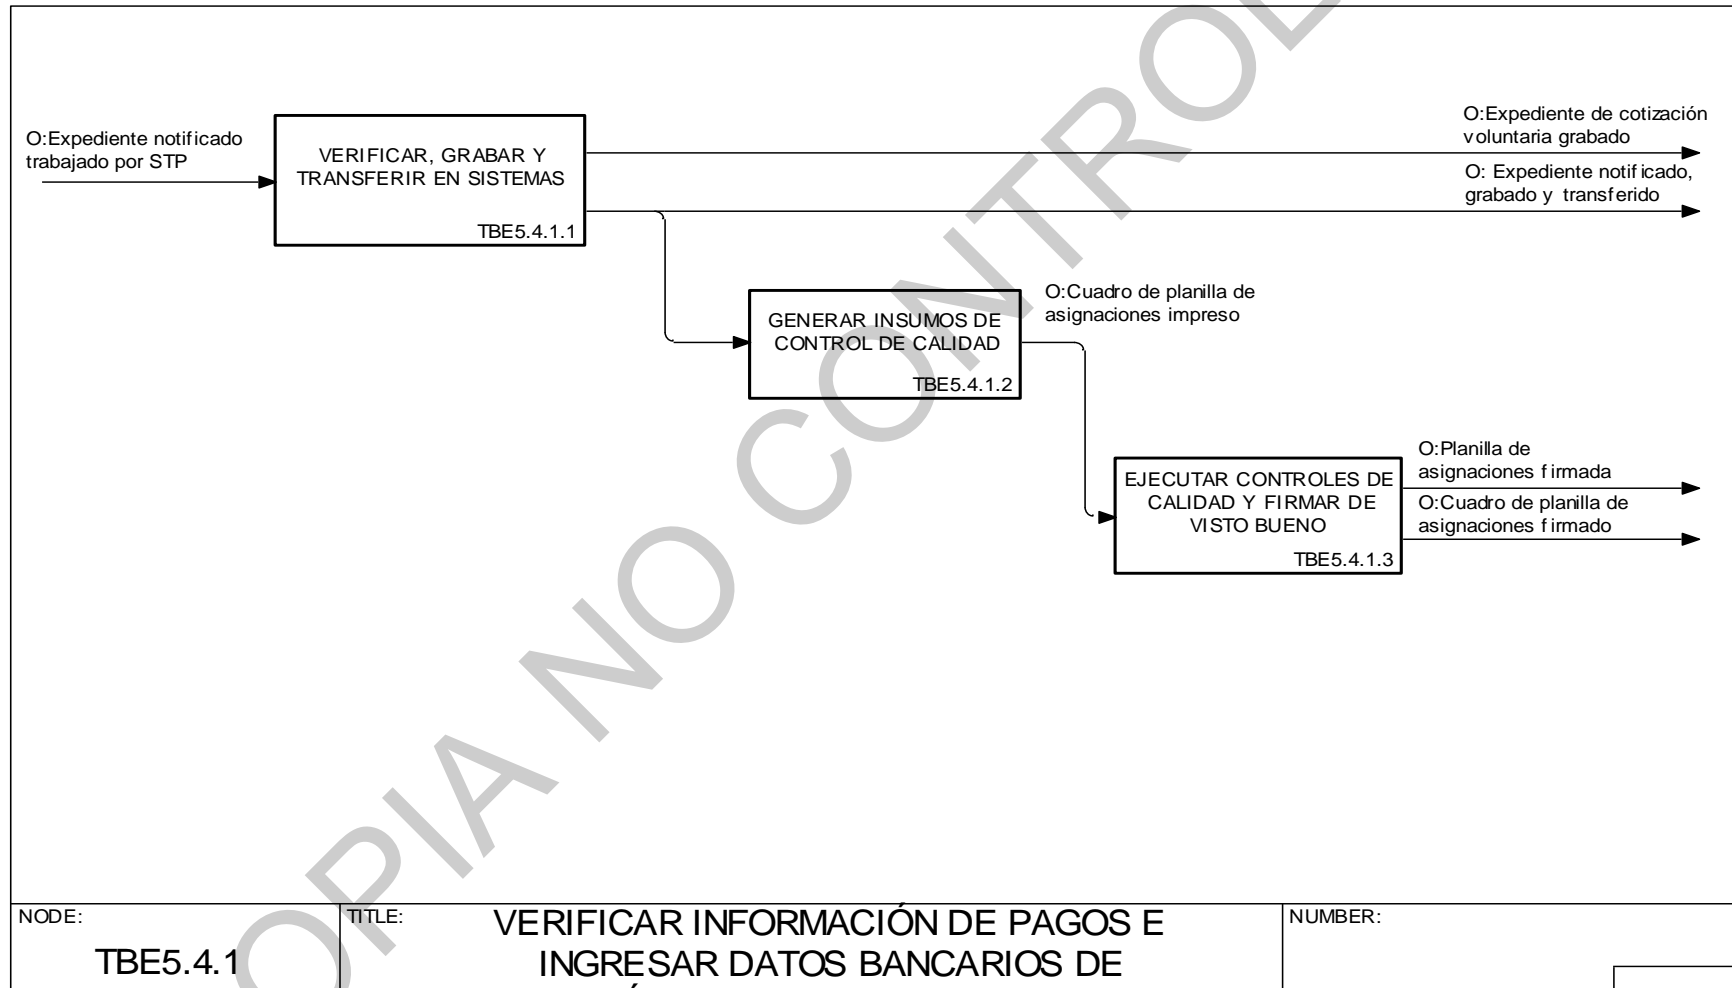 O:Expediente notificado
trabajado por STP
VERIFICAR, GRABAR Y
TRANSFERIR EN SISTEMAS
TBE5.4.1.1
O:Expediente de cotización
voluntaria grabado
O: Expediente notificado,
grabado y transferido
GENERAR INSUMOS DE
CONTROL DE CALIDAD
TBE5.4.1.2
O:Cuadro de planilla de
asignaciones impreso
EJECUTAR CONTROLES DE
CALIDAD Y FIRMAR DE
VISTO BUENO
TBE5.4.1.3
O:Planilla de
asignaciones firmada
O:Cuadro de planilla de
asignaciones firmado
OPIA NO CONTROL
NODE:
TBE5.4.1
TITLE:
VERIFICAR INFORMACIÓN DE PAGOS E
INGRESAR DATOS BANCARIOS DE
NUMBER: